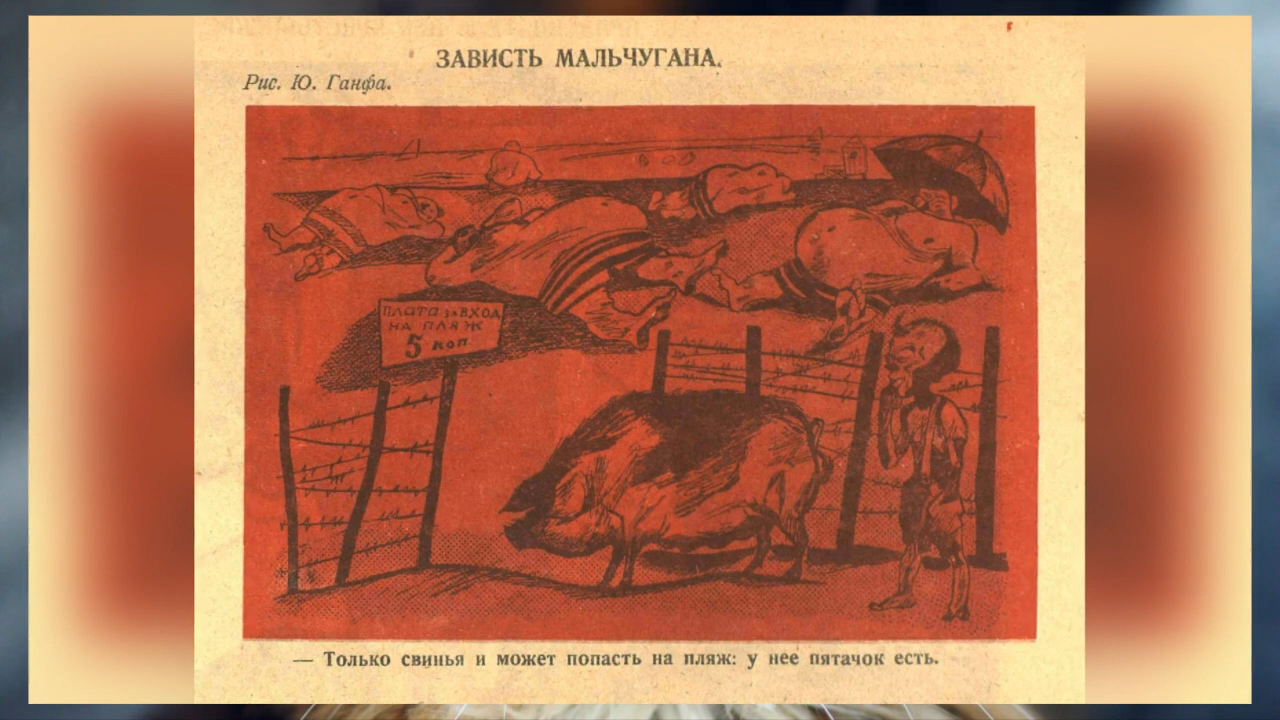 ЗАВИСТЬ МАЛЬЧУГАНА.
Рис. Ю. Ганфа.
ПЛАТА ЗА ВХОД
НА ПЛЯЖ
5 коп
— Только свинья и может попасть на пляж: у нее пятачок есть.